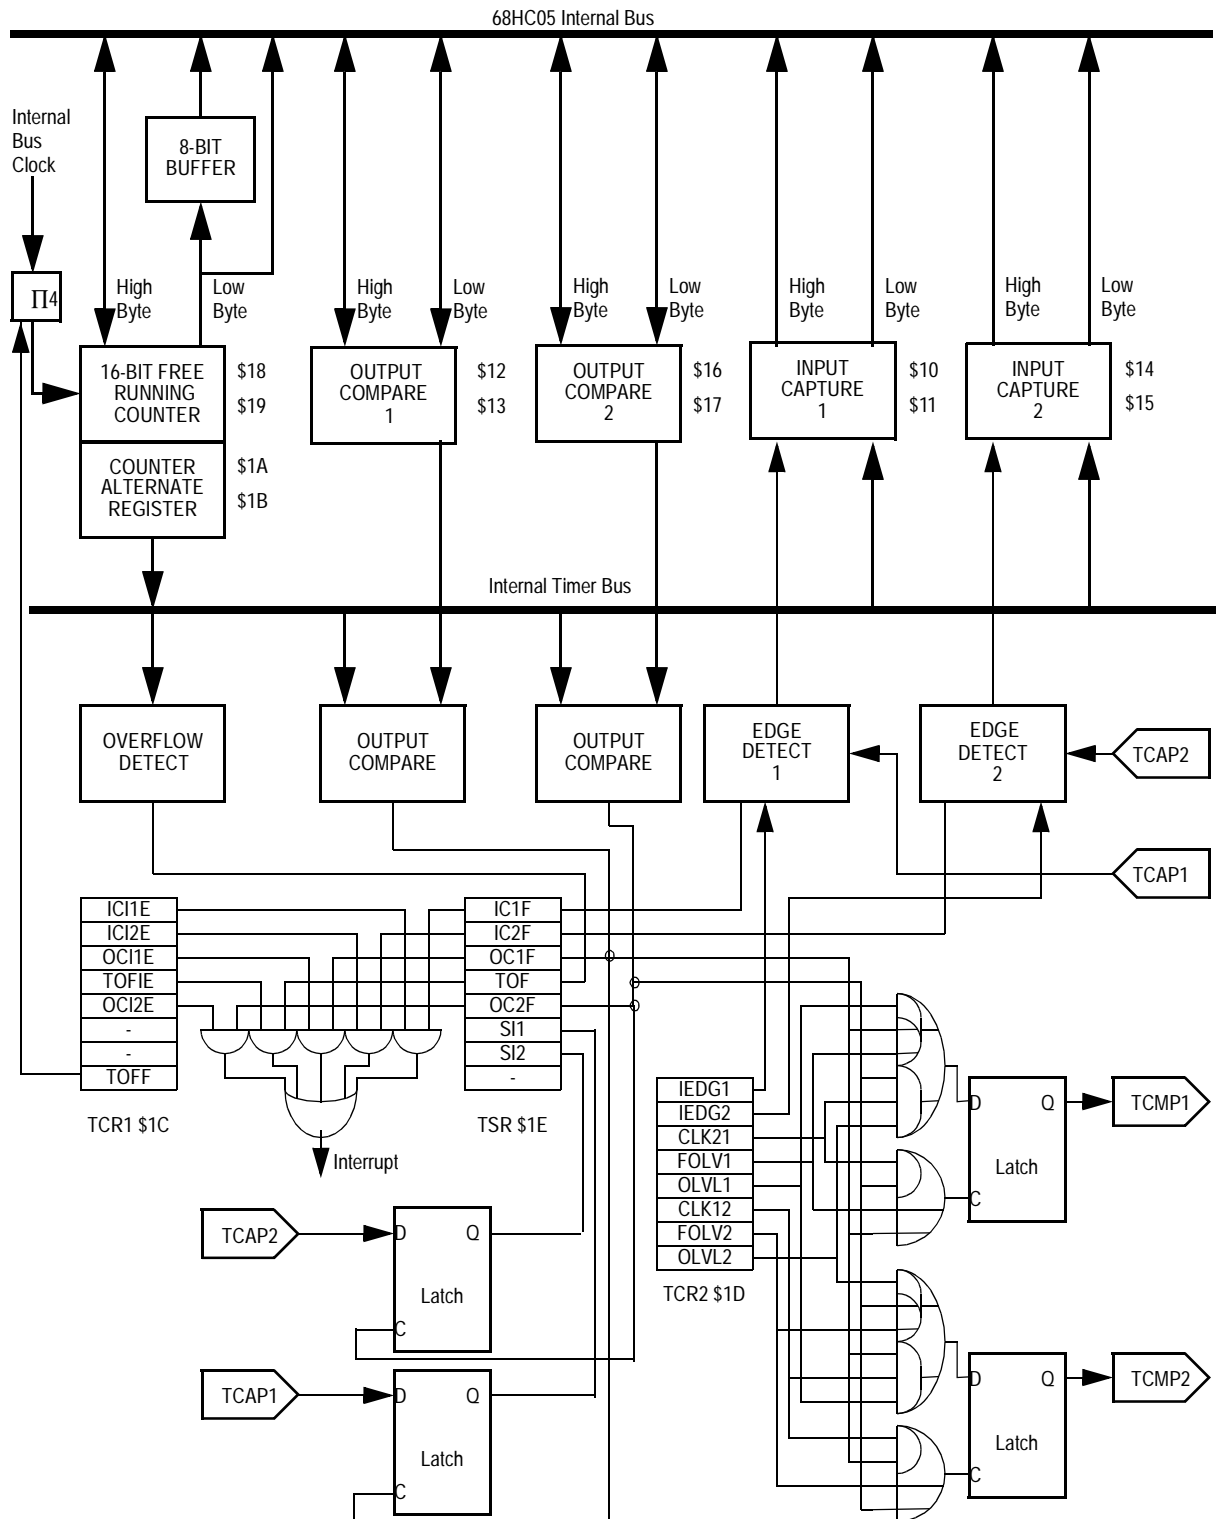 68HC05 Internal Bus
Internal
Bus
Clock
8-BIT
BUFFER
Π4
High
Byte
Low
Byte
High
Byte
Low
Byte
High
Byte
Low
Byte
High
Byte
Low
Byte
High
Byte
Low
Byte
16-BIT FREE
RUNNING
COUNTER
$18
$19
OUTPUT
COMPARE
1
$12
$13
OUTPUT
COMPARE
2
$16
$17
INPUT
CAPTURE
1
$10
$11
INPUT
CAPTURE
2
$14
$15
COUNTER
ALTERNATE
REGISTER
$1A
$1B
Internal Timer Bus
OVERFLOW
DETECT
OUTPUT
COMPARE
OUTPUT
COMPARE
EDGE
DETECT
1
EDGE
DETECT
2
TCAP2
TCAP1
ICI1E
ICI2E
OCI1E
TOFIE
OCI2E
-
-
TOFF
TCR1 $1C
IC1F
IC2F
OC1F
TOF
OC2F
SI1
SI2
-
TSR $1E
Interrupt
IEDG1
IEDG2
CLK21
FOLV1
OLVL1
CLK12
FOLV2
OLVL2
TCR2 $1D
D
Q
Latch
C
TCMP1
TCAP2
D
Q
Latch
C
TCAP1
D
Q
Latch
C
D
Q
Latch
C
TCMP2